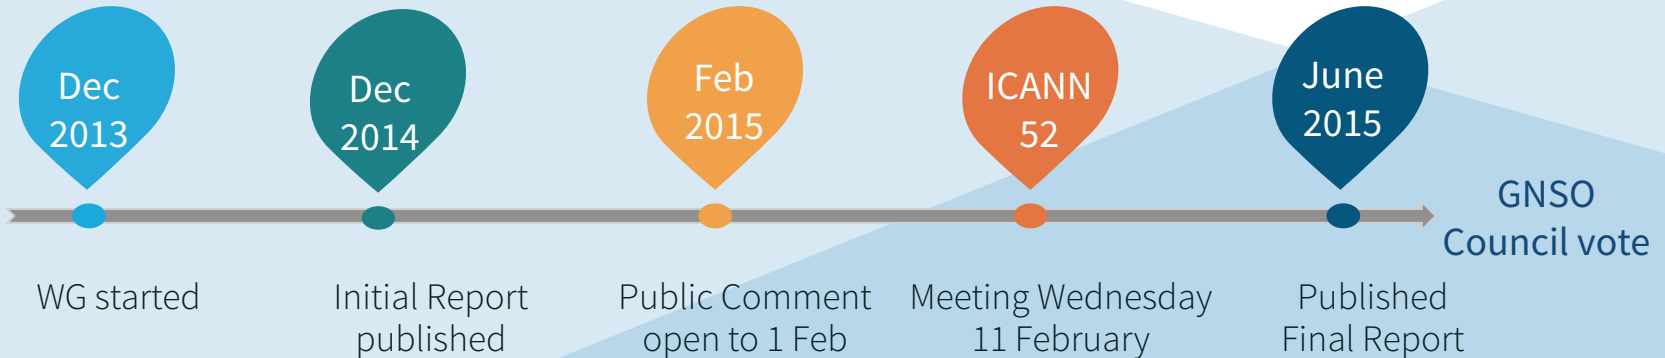 Dec
2013
Dec
2014
Feb
2015
ICANN
52
June
2015
GNSO
Council vote
WG started
Initial Report
published
Public Comment
open to 1 Feb
Meeting Wednesday
11 February
Published
Final Report